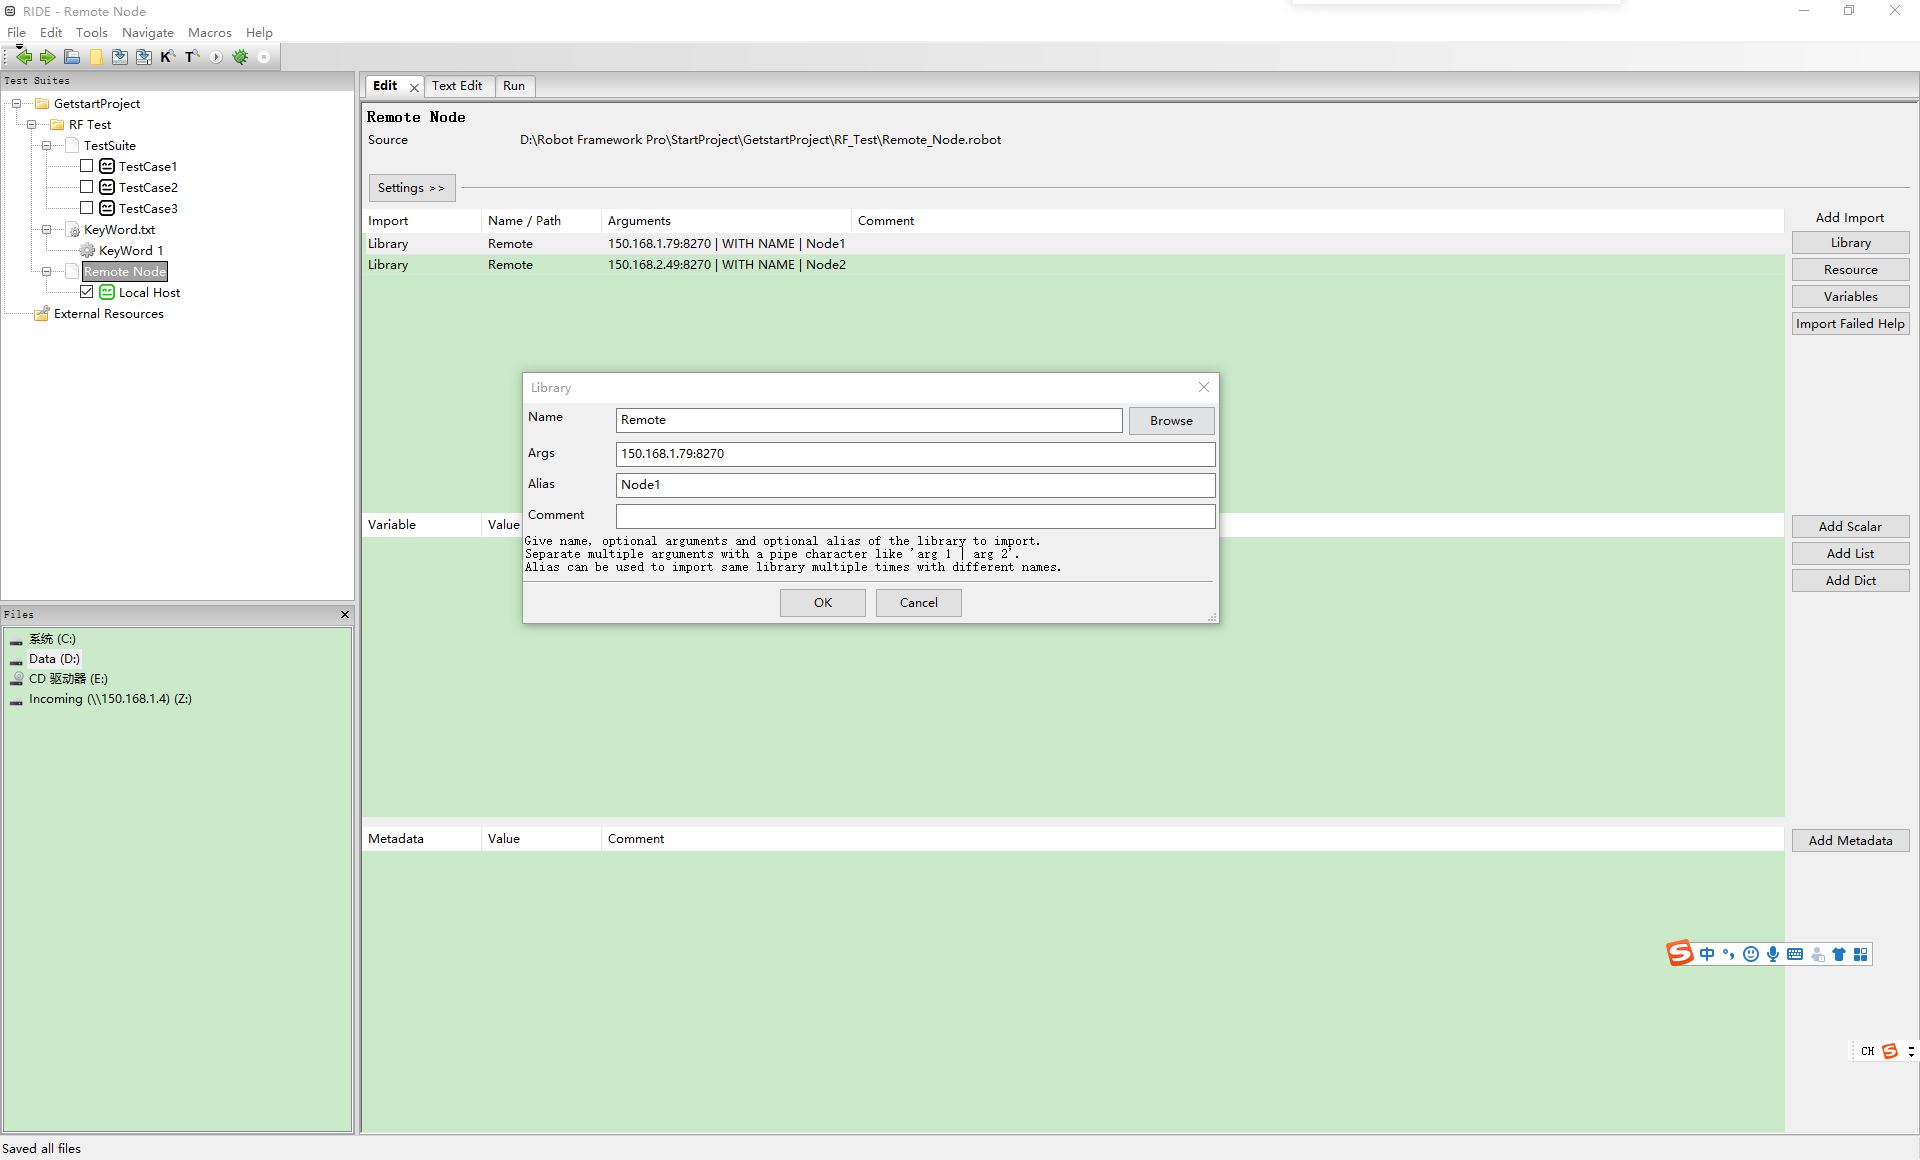 RIDE - Remote Node
File Edit Tools Navigate Macros Help
K T
Test Suites
GetstartProject
RF Test
TestSuite
TestCase1
TestCase2
TestCase3
KeyWord.txt
KeyWord 1
Remote Node
Local Host
External Resources
Files
系统 (C:)
Data (D:)
CD 驱动器 (E:)
Incoming (\\150.168.1.4) (Z:)
Edit Text Edit Run
Remote Node
Source D:\Robot Framework Pro\StartProject\GetstartProject\RF_Test\Remote_Node.robot
Settings >>
Import Name / Path Arguments Comment
Library Remote 150.168.1.79:8270 | WITH NAME | Node1
Library Remote 150.168.2.49:8270 | WITH NAME | Node2
Add Import
Library
Resource
Variables
Import Failed Help
Library
Name Remote Browse
Args 150.168.1.79:8270
Alias Node1
Comment
Give name, optional arguments and optional alias of the library to import.
Separate multiple arguments with a pipe character like 'arg 1 | arg 2'.
Alias can be used to import same library multiple times with different names.
OK Cancel
Variable Value
Add Scalar
Add List
Add Dict
Metadata Value Comment
Add Metadata
S 中
CH S
Saved all files